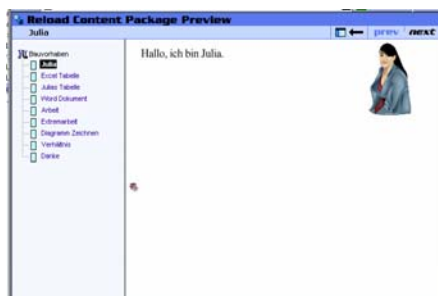 Reload Content Package Preview
Julia
prev next
Bauvorhaben
Julia
Excel Tabelle
Julias Tabelle
Word Dokument
Arbeit
Extremarbeit
Diagramm Zeichnen
Verhältnis
Danke
Hallo, ich bin Julia.